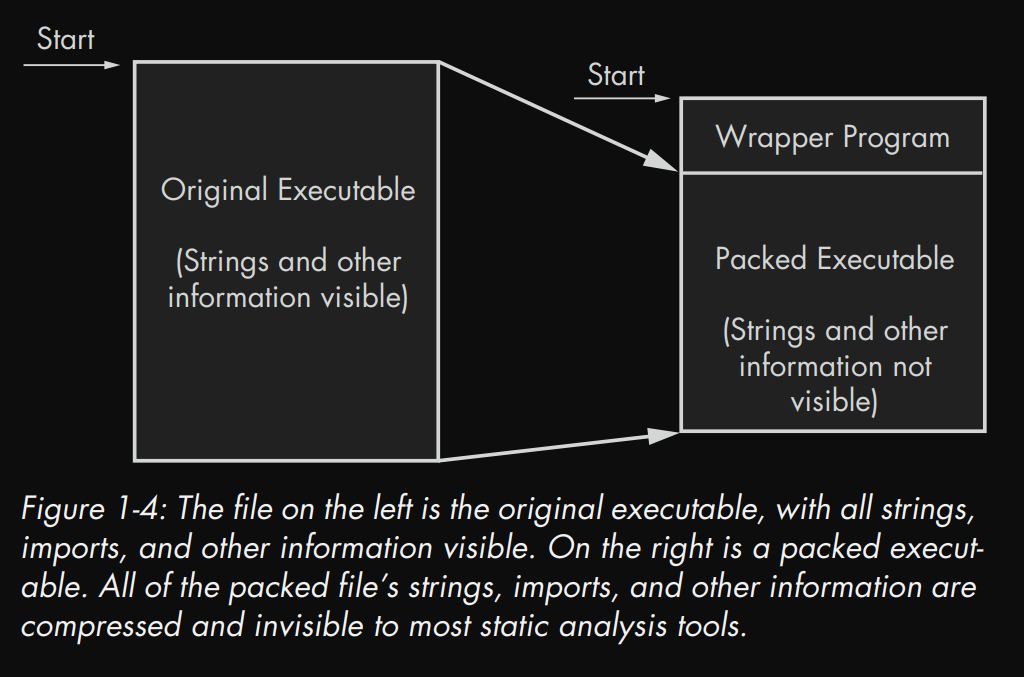 Start
Original Executable
(Strings and other
information visible)
Start
Wrapper Program
Packed Executable
(Strings and other
information not
visible)
Figure 1-4: The file on the left is the original executable, with all strings,
imports, and other information visible. On the right is a packed execut-
able. All of the packed file’s strings, imports, and other information are
compressed and invisible to most static analysis tools.